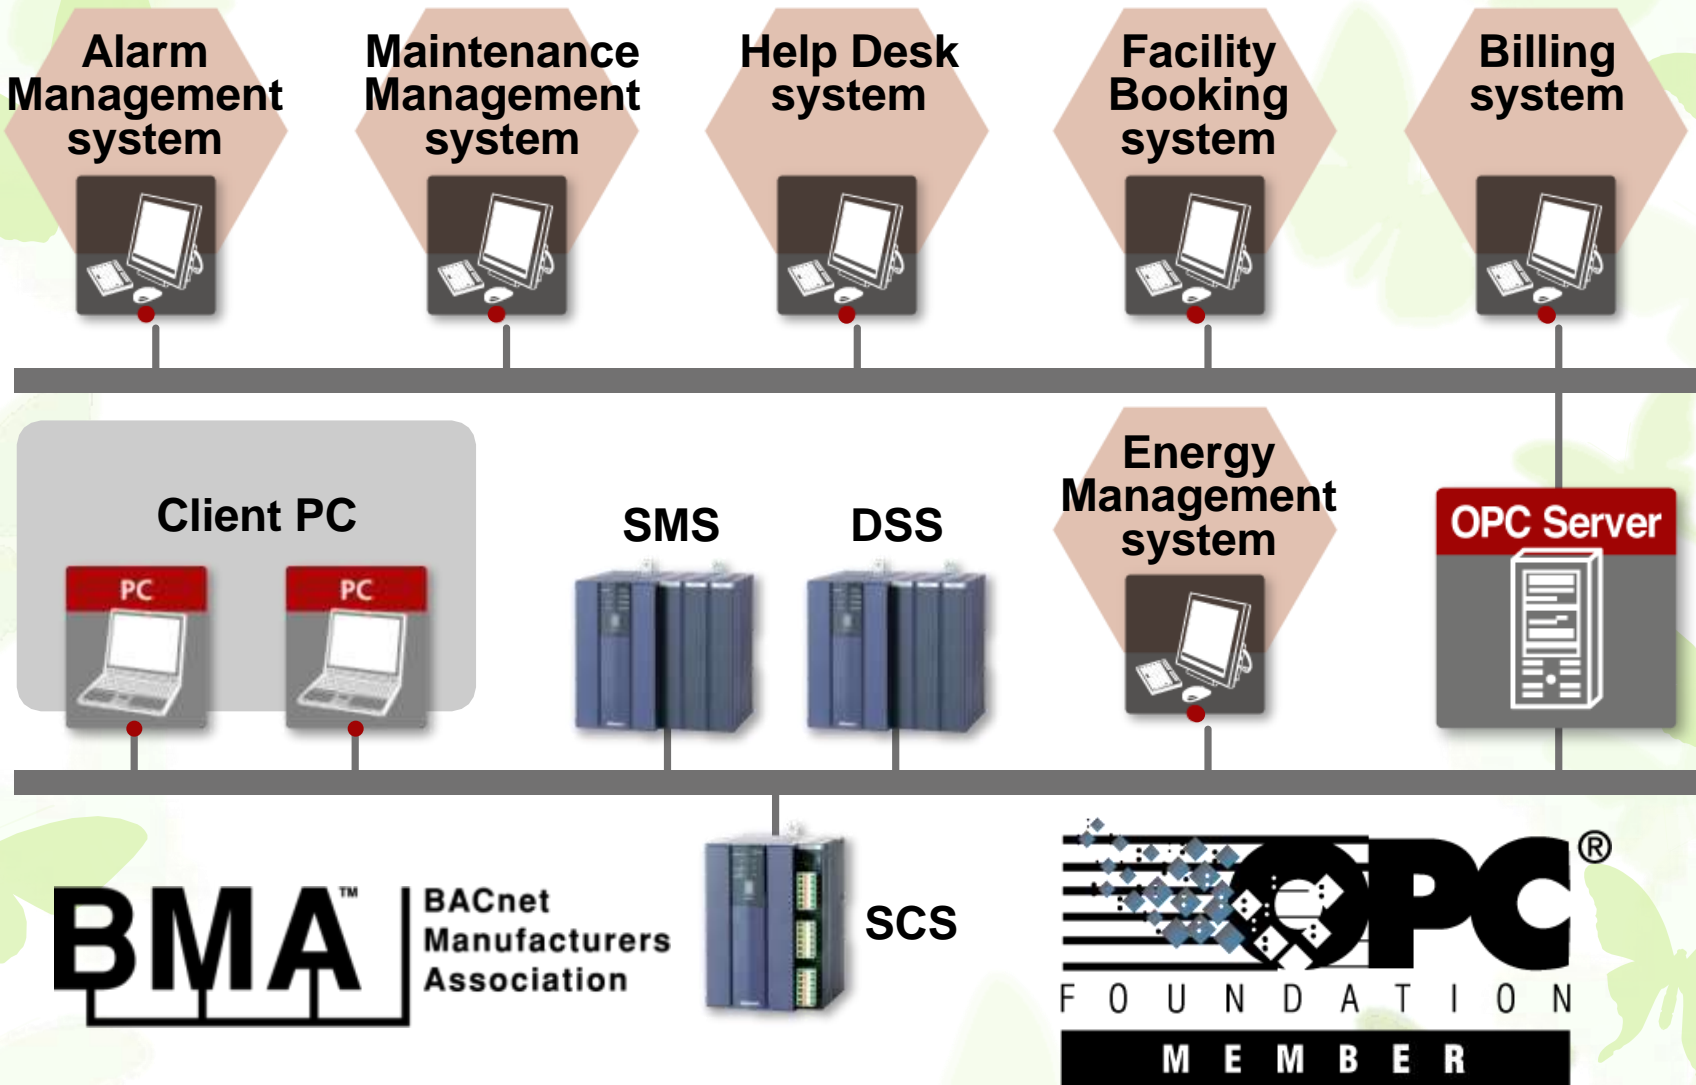 Alarm
Management
system
Maintenance
Management
system
Help Desk
system
Facility
Booking
system
Billing
system
Client PC
PC
PC
SMS
DSS
Energy
Management
system
OPC Server
BMA™
BACnet
Manufacturers
Association
SCS
OPC®
FOUNDATION
MEMBER